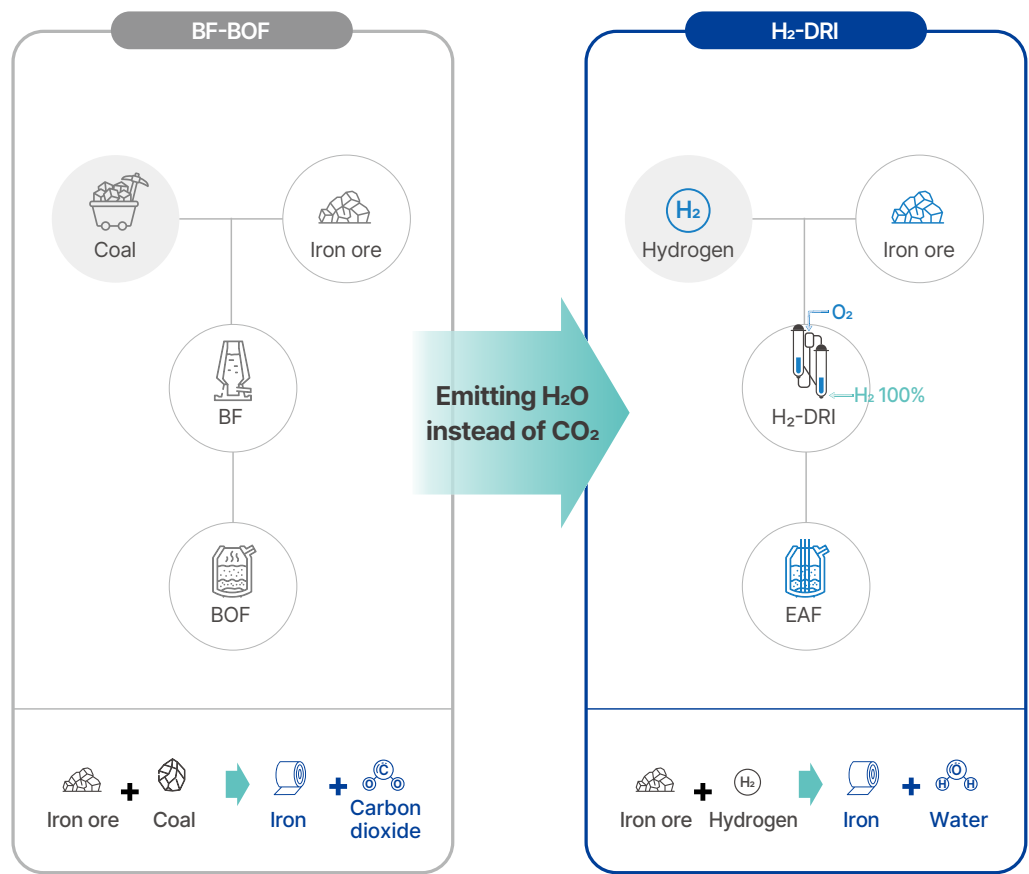 BF-BOF
Coal
Iron ore
BF
BOF
Iron ore
+
Coal
Iron
+
C
O
O
Carbon
dioxide
Emitting H₂O
instead of CO₂
H₂-DRI
H₂
Hydrogen
Iron ore
O₂
H₂ 100%
H₂-DRI
EAF
Iron ore
+
H₂
Hydrogen
Iron
+
O
H
H
Water